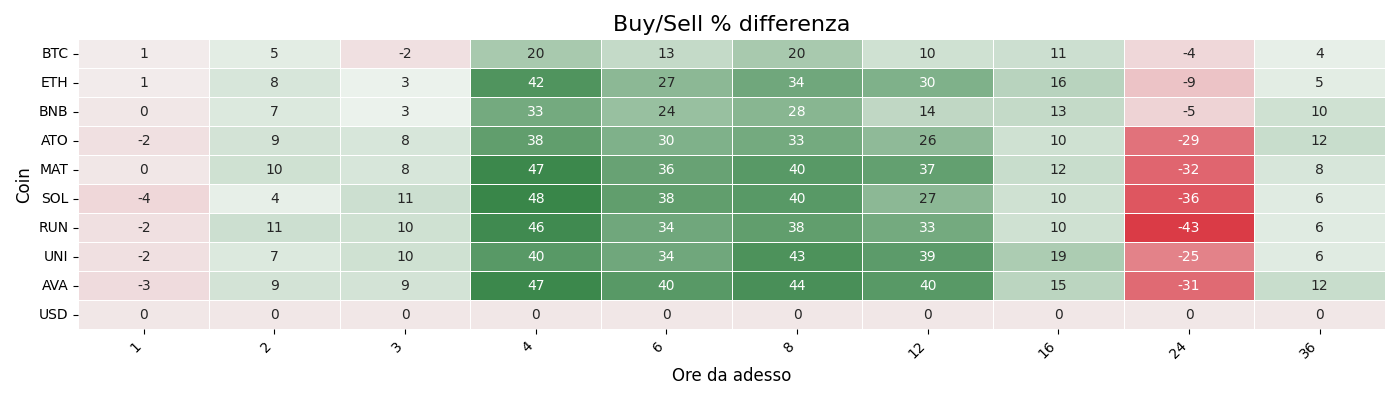 Buy/Sell % differenza
Coin
BTC 1 5 -2 20 13 20 10 11 -4 4
ETH 1 8 3 42 27 34 30 16 -9 5
BNB 0 7 3 33 24 28 14 13 -5 10
ATO -2 9 8 38 30 33 26 10 -29 12
MAT 0 10 8 47 36 40 37 12 -32 8
SOL -4 4 11 48 38 40 27 10 -36 6
RUN -2 11 10 46 34 38 33 10 -43 6
UNI -2 7 10 40 34 43 39 19 -25 6
AVA -3 9 9 47 40 44 40 15 -31 12
USD 0 0 0 0 0 0 0 0 0 0
1 2 3 4 6 8 12 16 24 36
Ore da adesso